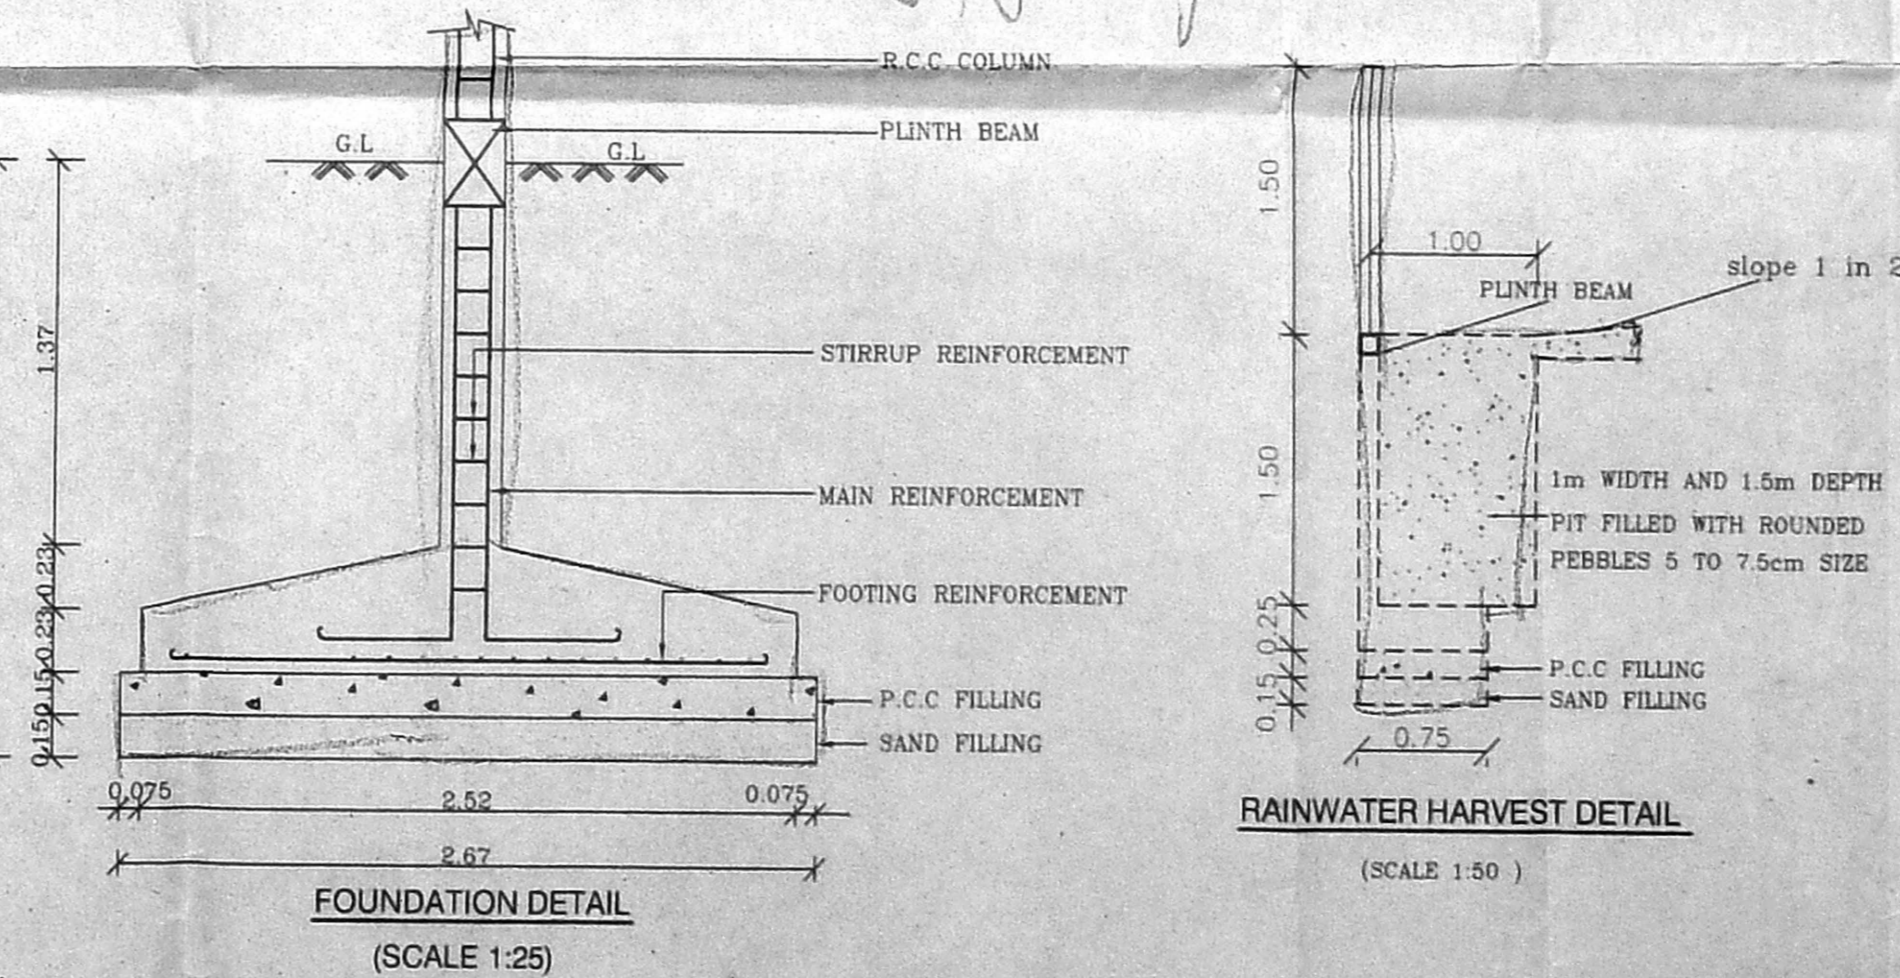 R.C.C COLUMN
PLINTH BEAM
G.L
G.L
1.37
STIRRUP REINFORCEMENT
MAIN REINFORCEMENT
0.23
0.23
FOOTING REINFORCEMENT
0.15
0.15
P.C.C FILLING
SAND FILLING
0.075
2.52
0.075
2.67
FOUNDATION DETAIL
(SCALE 1:25)
1.50
1.00
slope 1 in 2
PLINTH BEAM
1.50
1m WIDTH AND 1.5m DEPTH
PIT FILLED WITH ROUNDED
PEBBLES 5 TO 7.5cm SIZE
0.25
P.C.C FILLING
0.15
SAND FILLING
0.75
RAINWATER HARVEST DETAIL
(SCALE 1:50 )